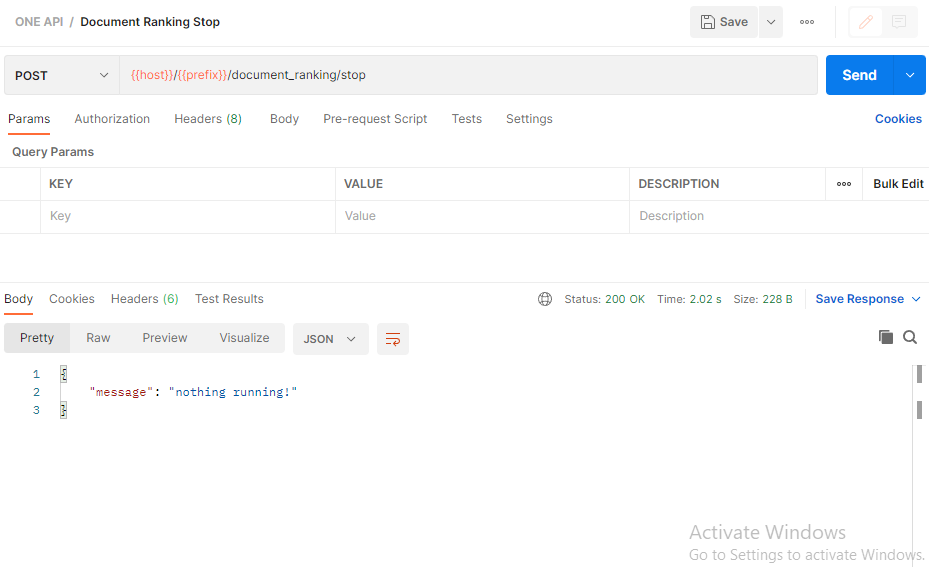 ONE API / Document Ranking Stop
Save
POST
{{host}}/{{prefix}}/document_ranking/stop
Send
Params Authorization Headers (8) Body Pre-request Script Tests Settings Cookies
Query Params
KEY VALUE DESCRIPTION Bulk Edit
Key Value Description
Body Cookies Headers (6) Test Results Status: 200 OK Time: 2.02 s Size: 228 B Save Response
Pretty Raw Preview Visualize JSON
1 {
2 "message": "nothing running!"
3 }
Activate Windows
Go to Settings to activate Windows.